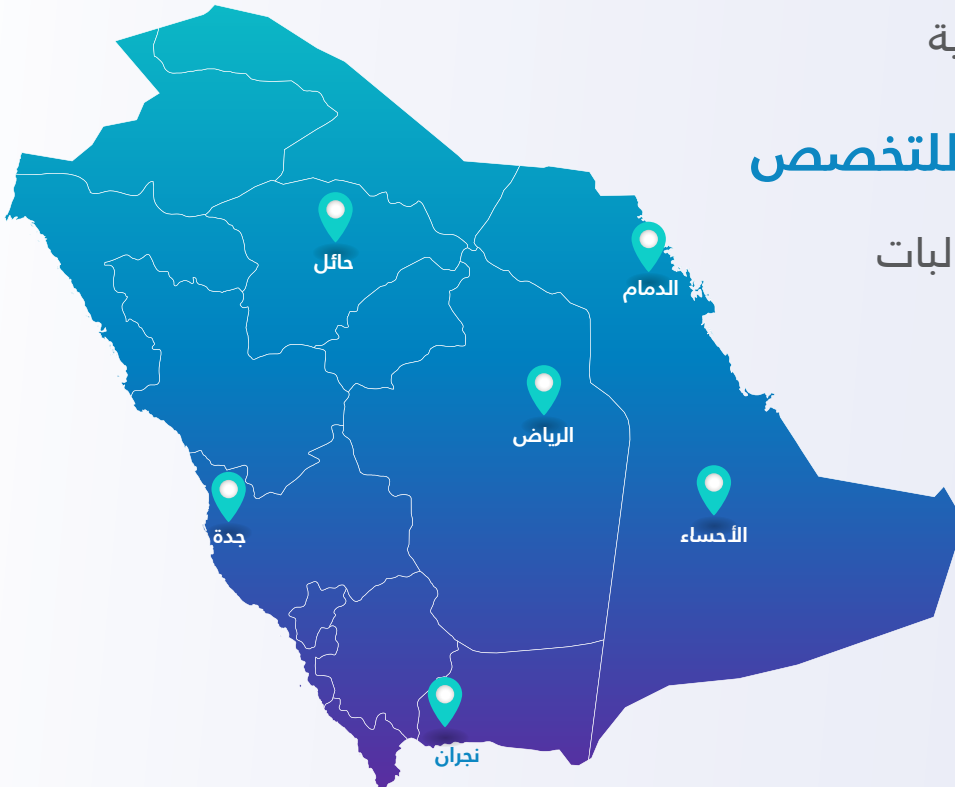 للتخصص
حائل
الدمام
الرياض
الأحساء
جدة
نجران